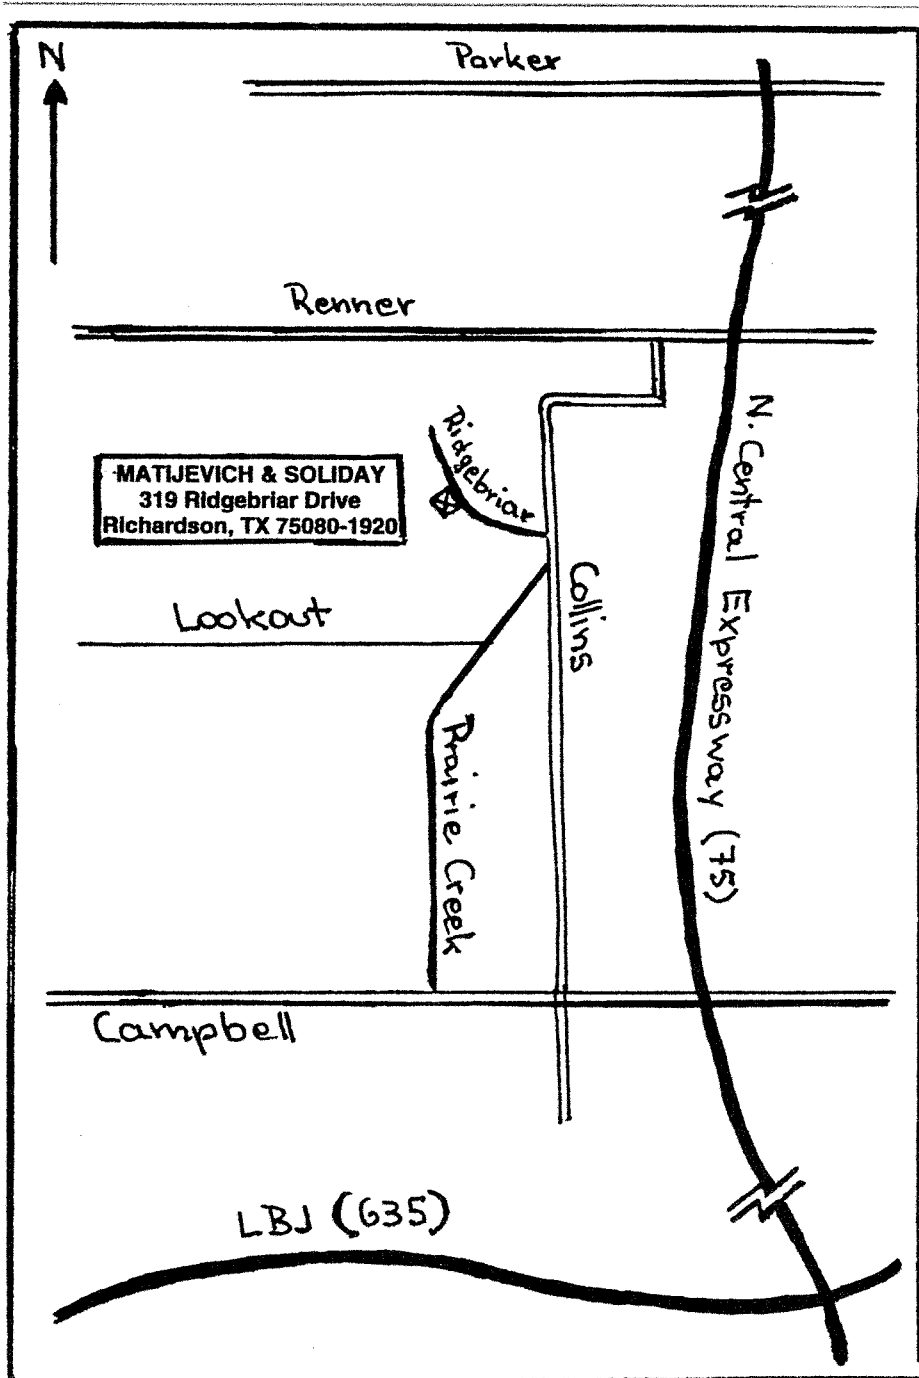 N
Parker
Renner
Ridgebriar
N. Central Expressway (75)
MATIJEVICH & SOLIDAY
319 Ridgebriar Drive
Richardson, TX 75080-1920
Collins
Lookout
Prairie Creek
Campbell
LBJ (635)